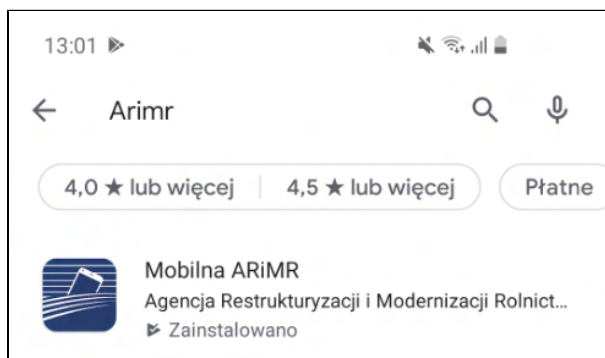 13:01
Arimr
4,0 ★ lub więcej 4,5 ★ lub więcej Płatne
Mobilna ARiMR
Agencja Restrukturyzacji i Modernizacji Rolnict...
Zainstalowano